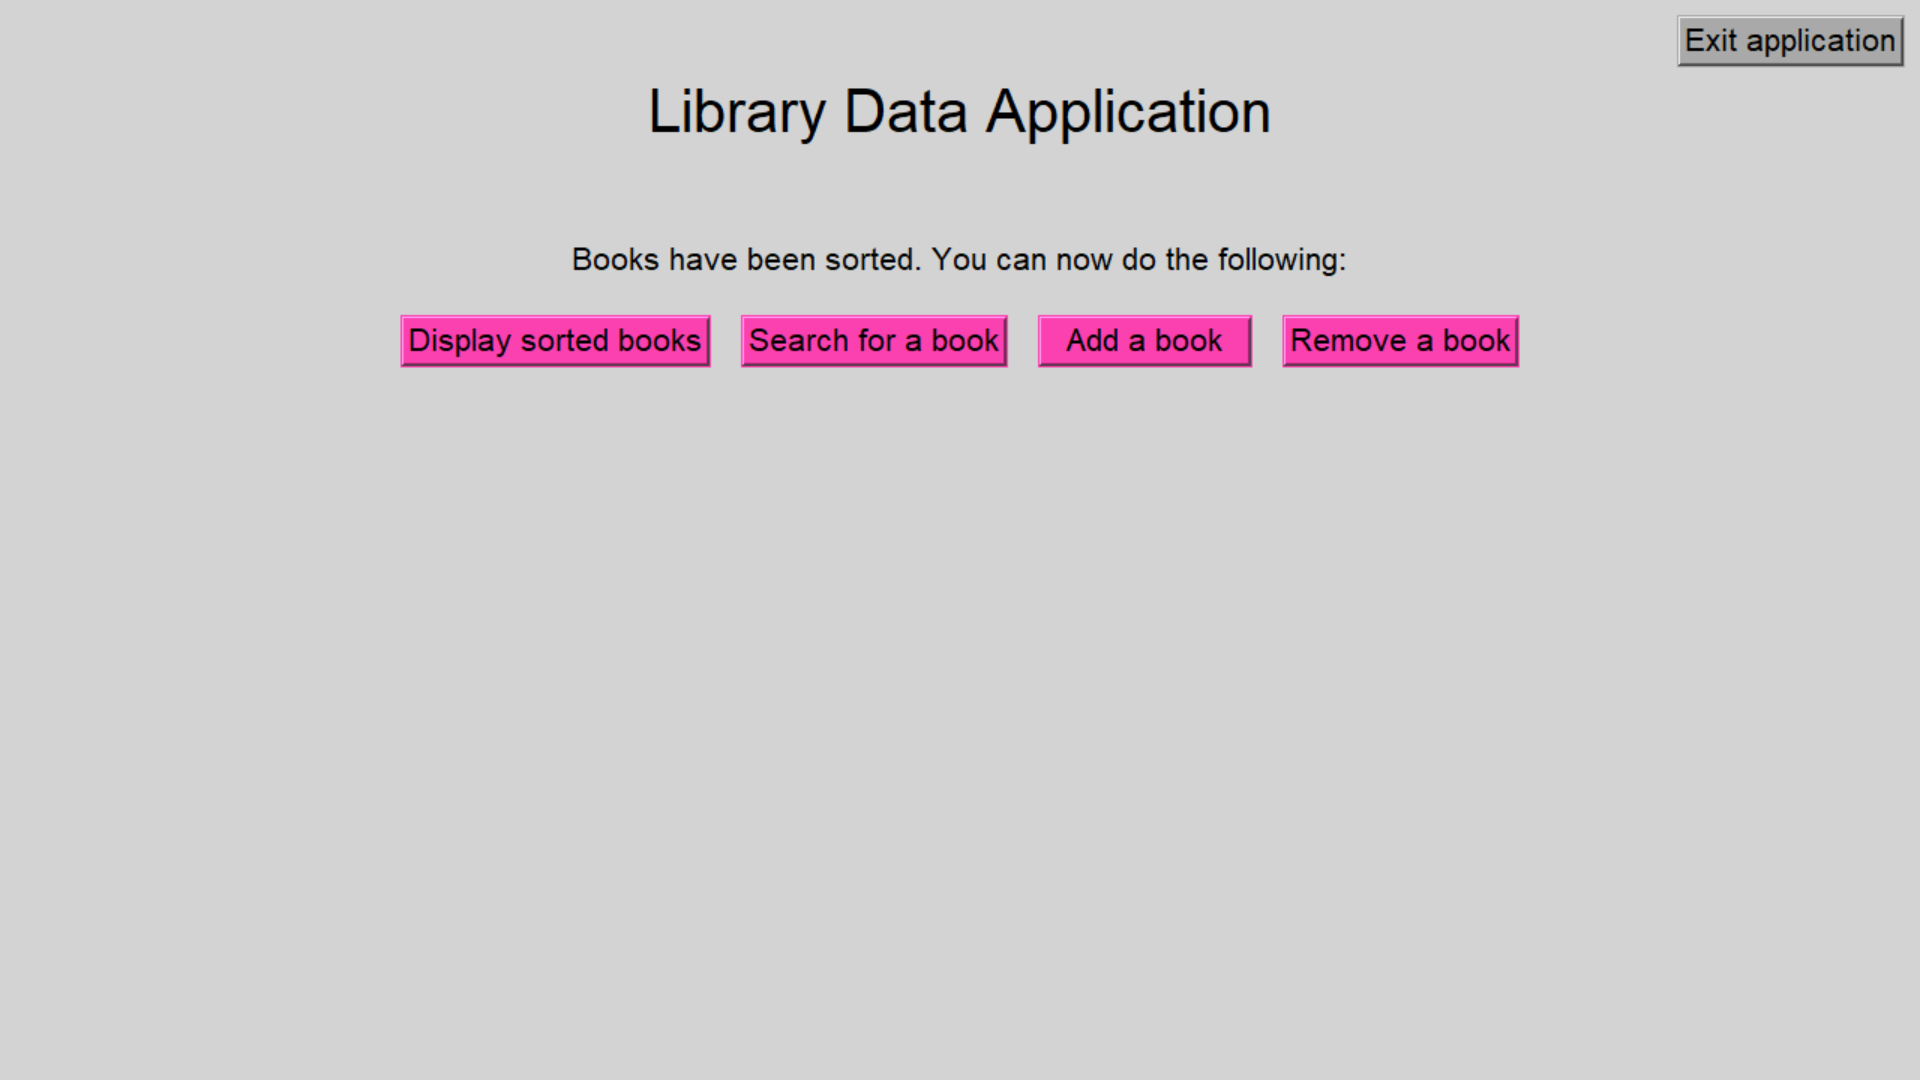 Exit application
Library Data Application
Books have been sorted. You can now do the following:
Display sorted books Search for a book Add a book Remove a book